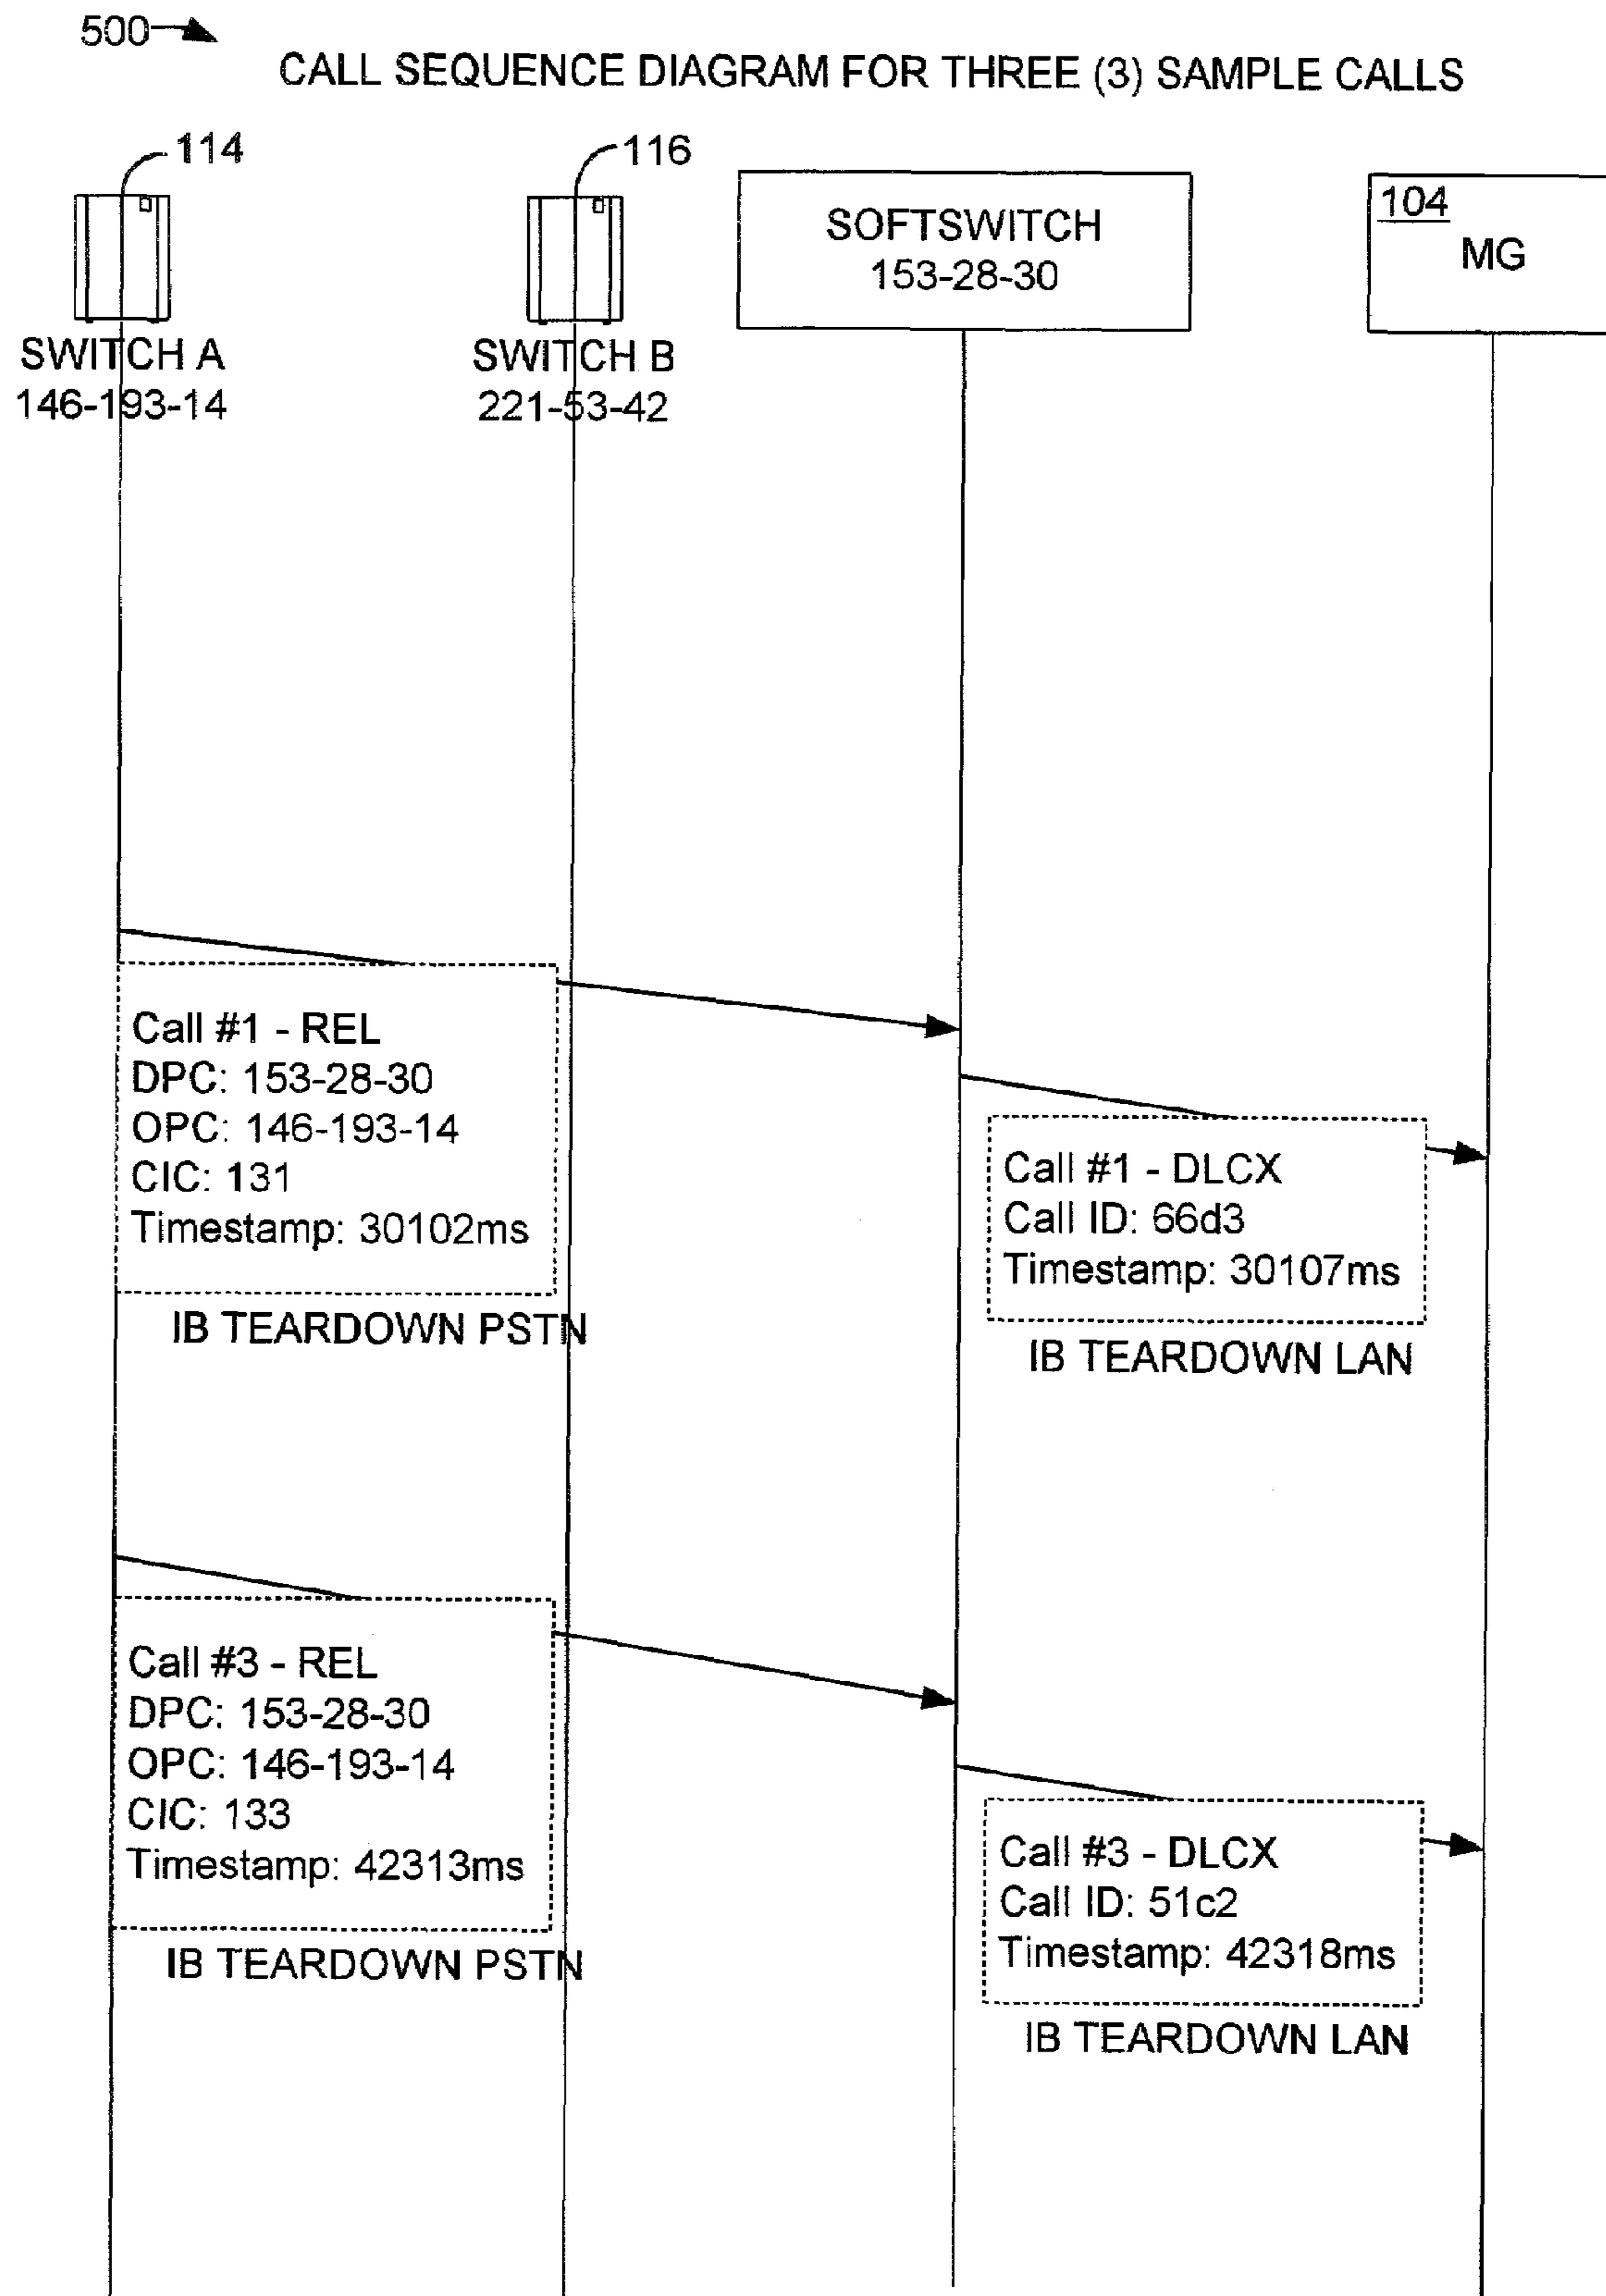 500
CALL SEQUENCE DIAGRAM FOR THREE (3) SAMPLE CALLS
114
116
SOFTSWITCH
153-28-30
104
MG
SWITCH A
146-193-14
SWITCH B
221-53-42
Call #1 - REL
DPC: 153-28-30
OPC: 146-193-14
CIC: 131
Timestamp: 30102ms
IB TEARDOWN PSTN
Call #1 - DLCX
Call ID: 66d3
Timestamp: 30107ms
IB TEARDOWN LAN
Call #3 - REL
DPC: 153-28-30
OPC: 146-193-14
CIC: 133
Timestamp: 42313ms
IB TEARDOWN PSTN
Call #3 - DLCX
Call ID: 51c2
Timestamp: 42318ms
IB TEARDOWN LAN